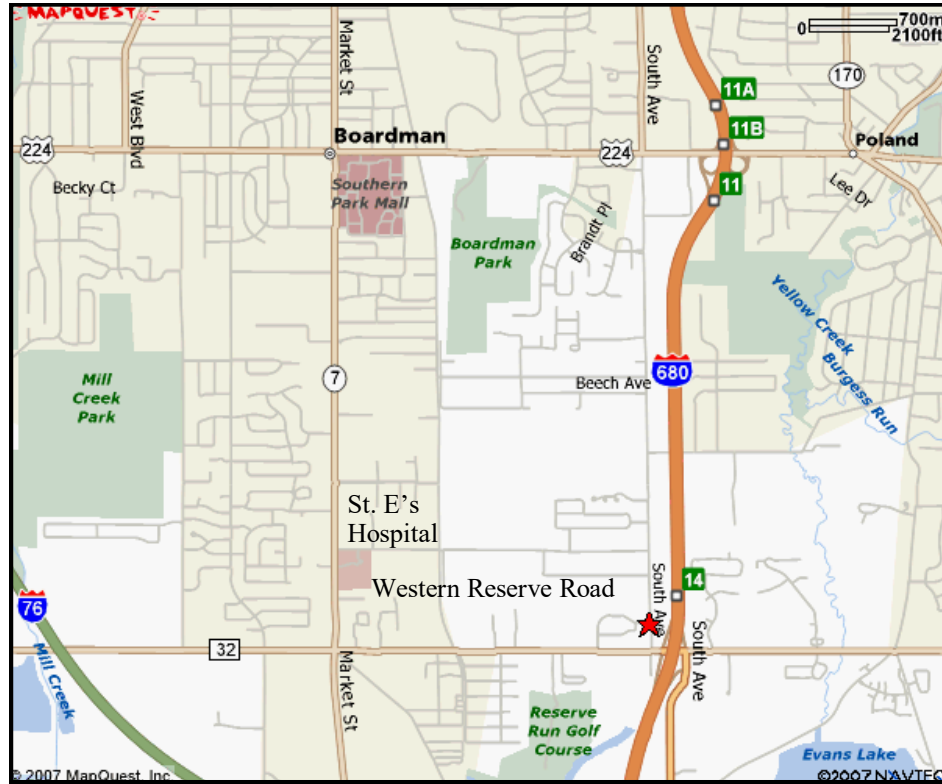 MAPQUEST
0 700m
2100ft
Market St
South Ave
West Blvd
170
11A
11B
224
Boardman
224
Poland
Becky Ct
Southern
Park Mall
11
Lee Dr
Brandt Pl
Boardman
Park
Yellow Creek
Burgess Run
680
7
Beech Ave
Mill
Creek
Park
St. E's
Hospital
Western Reserve Road
South Ave
14
76
Mill Creek
32
Market St
South Ave
Reserve
Run Golf
Course
Evans Lake
© 2007 MapQuest, Inc.
©2007 NAVTEQ